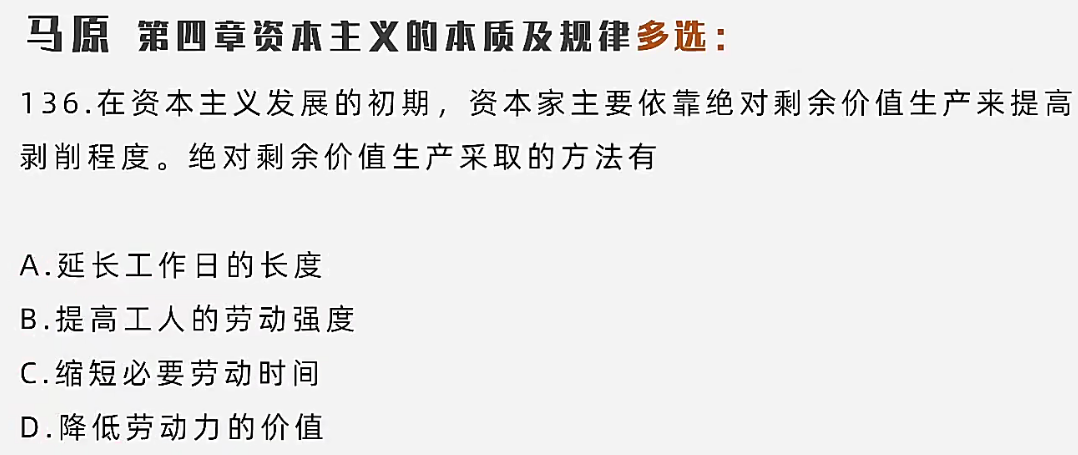 马原 第四章资本主义的本质及规律多选：
136.在资本主义发展的初期，资本家主要依靠绝对剩余价值生产来提高
剥削程度。绝对剩余价值生产采取的方法有
A.延长工作日的长度
B.提高工人的劳动强度
C.缩短必要劳动时间
D.降低劳动力的价值